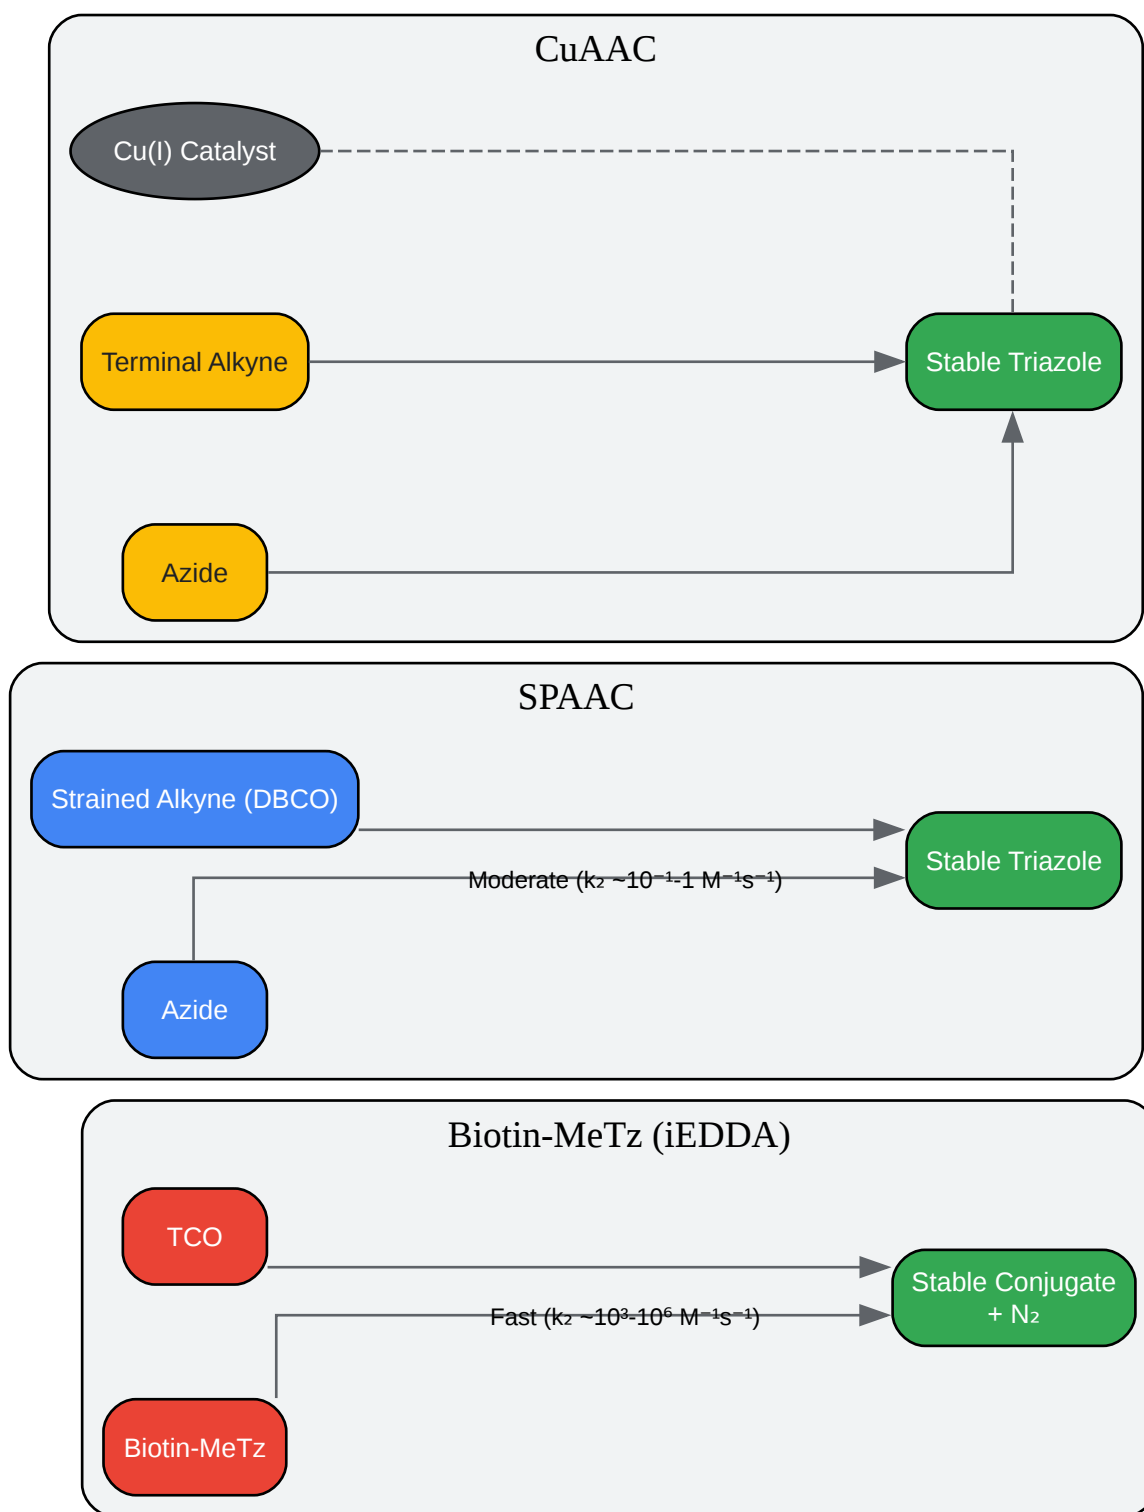 CuAAC
Cu(I) Catalyst
Terminal Alkyne
Stable Triazole
Azide
SPAAC
Strained Alkyne (DBCO)
Stable Triazole
Moderate (k₂ ~10⁻¹-1 M⁻¹s⁻¹)
Azide
Biotin-MeTz (iEDDA)
TCO
Stable Conjugate
+ N₂
Fast (k₂ ~10³-10⁶ M⁻¹s⁻¹)
Biotin-MeTz